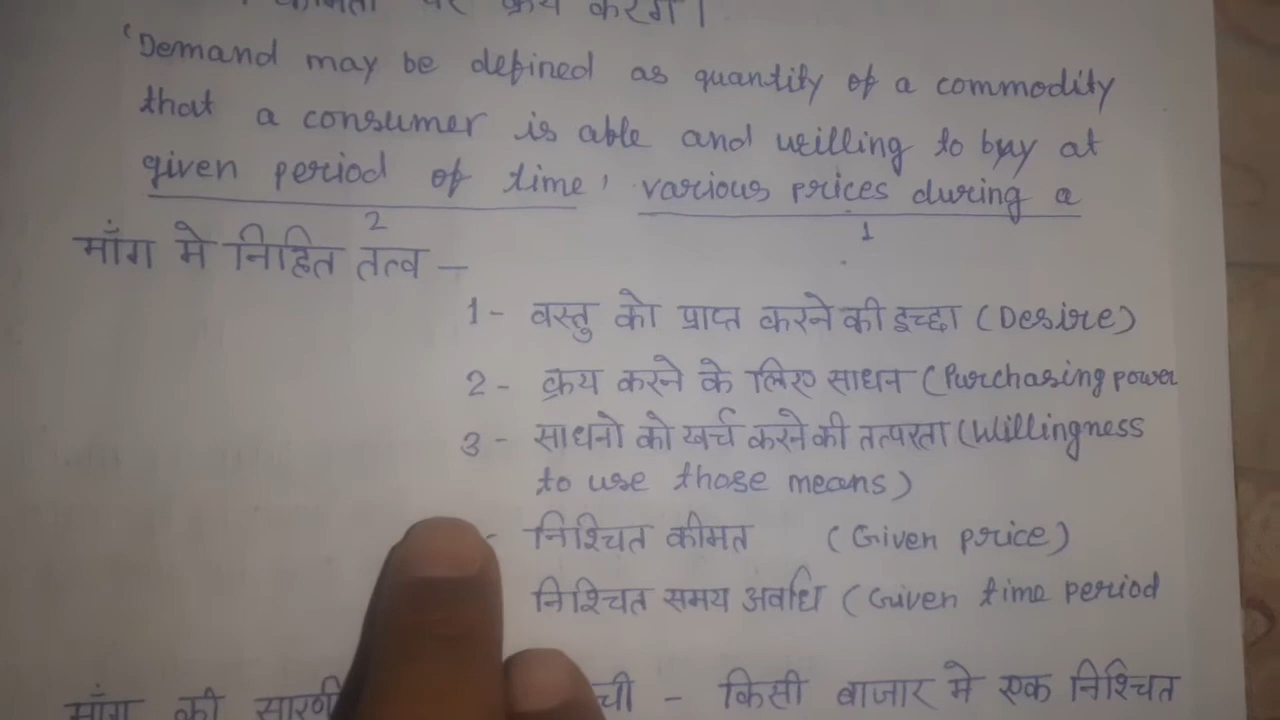 पर क्रय करेंगे।
'Demand may be defined as quantity of a commodity
that a consumer is able and willing to buy at
given period of time' various prices during a
2 1
माँग मे निहित तत्व –
1 - वस्तु को प्राप्त करने की इच्छा (Desire)
2 - क्रय करने के लिए साधन (Purchasing power
3 - साधनो को खर्च करने की तत्परता (Willingness
to use those means)
- निश्चित कीमत (Given price)
निश्चित समय अवधि (Given time period
माँग की सारणी ची - किसी बाजार मे एक निश्चित